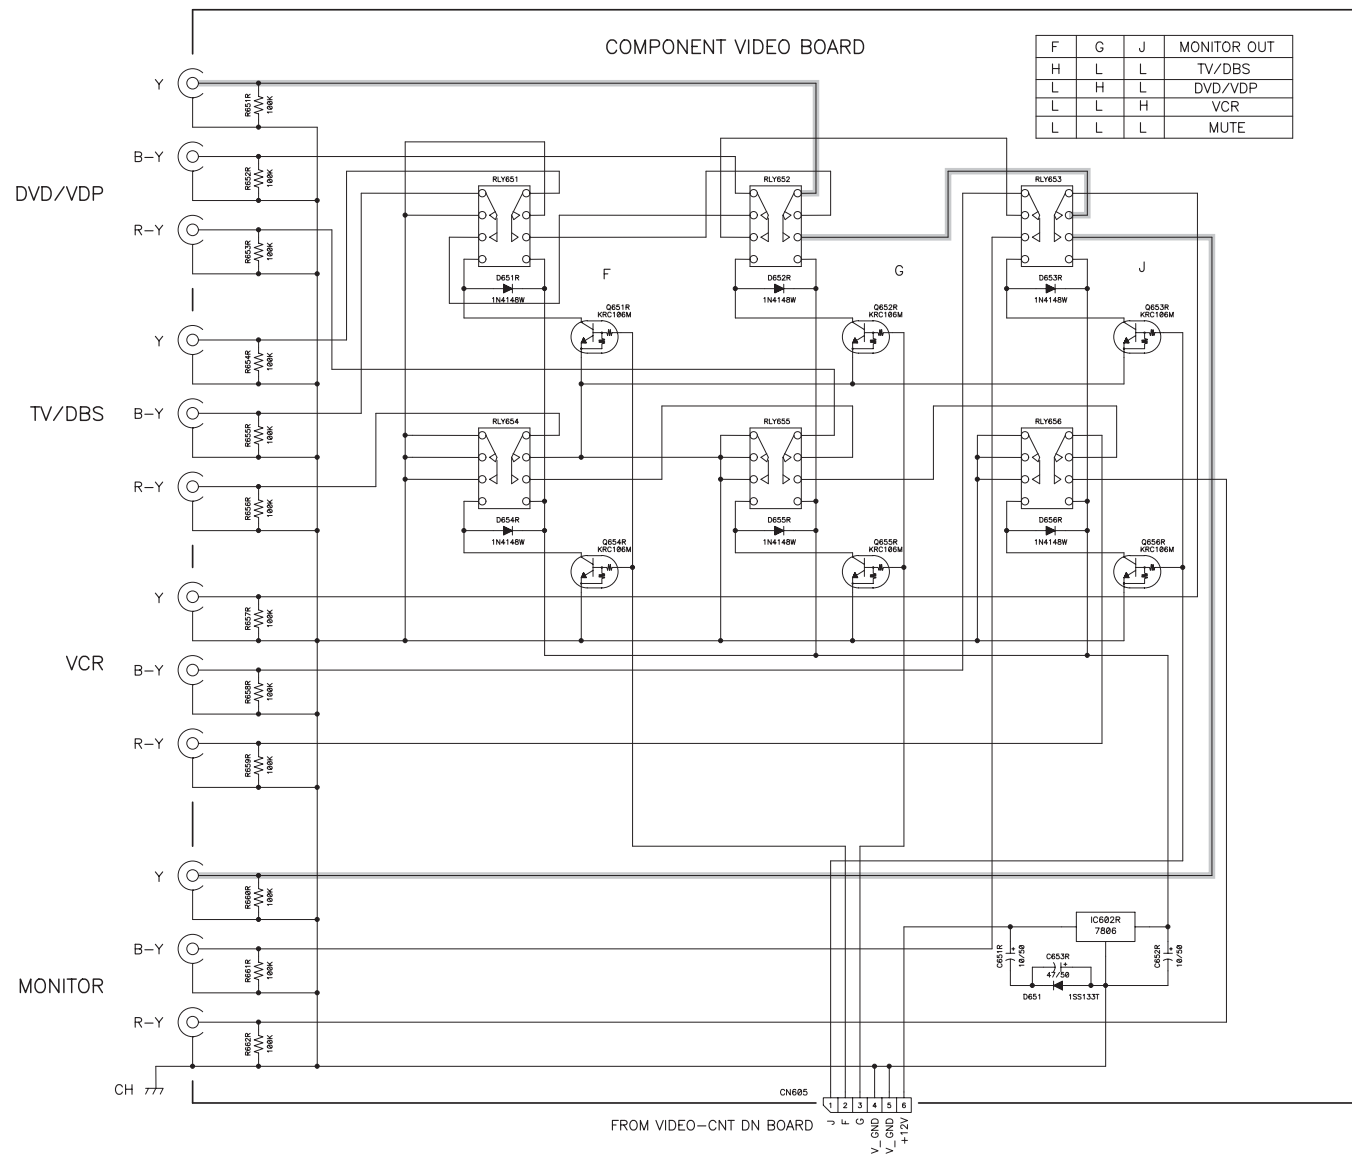 COMPONENT VIDEO BOARD
F G J MONITOR OUT
H L L TV/DBS
L H L DVD/VDP
L L H VCR
L L L MUTE
DVD/VDP
Y
R651R 100K
B-Y
R652R 100K
R-Y
R653R 100K
TV/DBS
Y
R654R 100K
B-Y
R655R 100K
R-Y
R656R 100K
VCR
Y
R657R 100K
B-Y
R658R 100K
R-Y
R659R 100K
MONITOR
Y
R660R 100K
B-Y
R661R 100K
R-Y
R662R 100K
CH
RLY651
D651R
1N4148W
F
Q651R
KRC106M
RLY652
D652R
1N4148W
G
Q652R
KRC106M
RLY653
D653R
1N4148W
J
Q653R
KRC106M
RLY654
D654R
1N4148W
Q654R
KRC106M
RLY655
D655R
1N4148W
Q655R
KRC106M
RLY656
D656R
1N4148W
Q656R
KRC106M
IC602R
7806
C651R
+
10/50
C653R
+
47/50
D651 1SS133T
C652R
+
10/50
CN605
1 2 3 4 5 6
FROM VIDEO-CNT DN BOARD
J
F
G
V_GND
V_GND
+12V